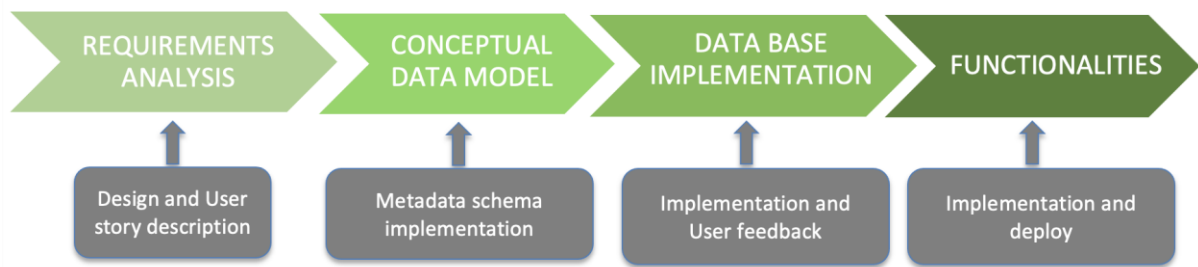 REQUIREMENTS
ANALYSIS
CONCEPTUAL
DATA MODEL
DATA BASE
IMPLEMENTATION
FUNCTIONALITIES
Design and User
story description
Metadata schema
implementation
Implementation and
User feedback
Implementation and
deploy